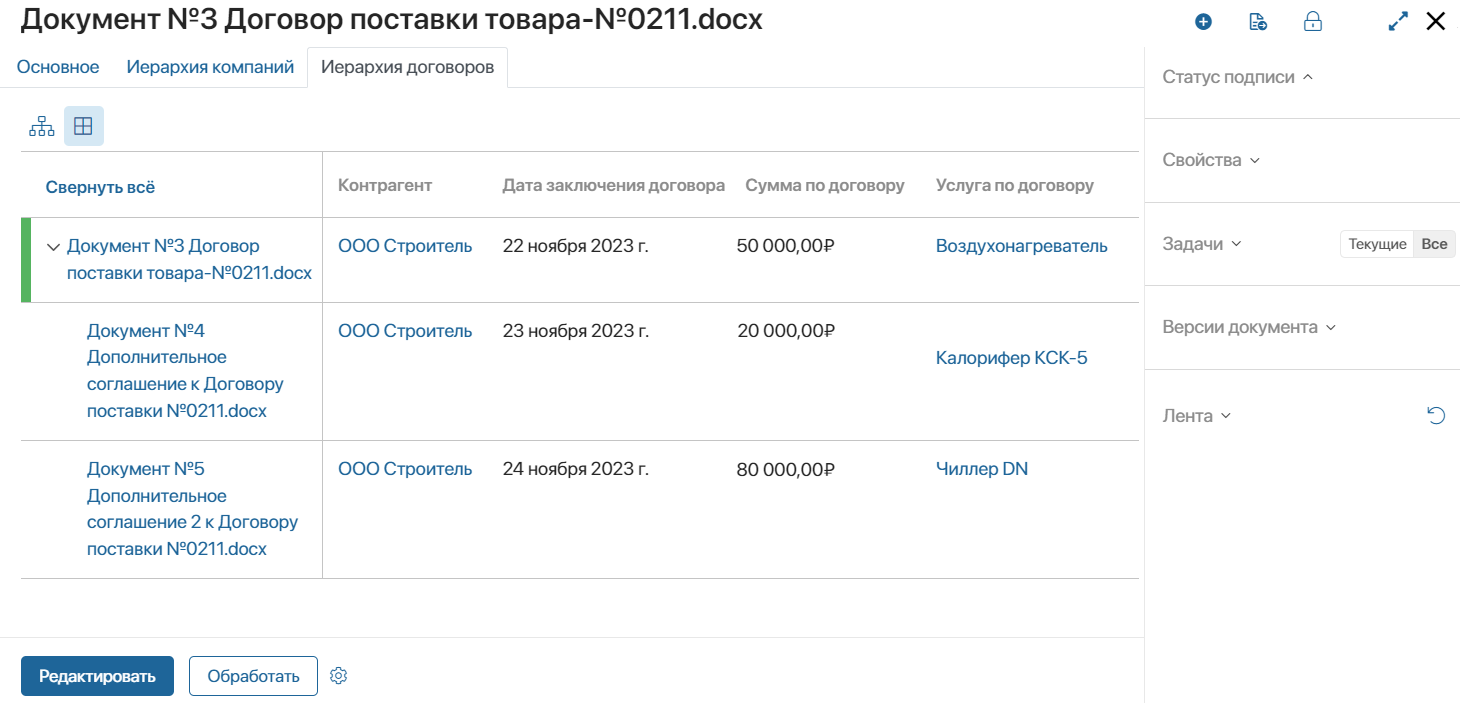 Документ №3 Договор поставки товара-№0211.docx
Основное Иерархия компаний Иерархия договоров
Свернуть всё Контрагент Дата заключения договора Сумма по договору Услуга по договору
Документ №3 Договор
поставки товара-№0211.docx
ООО Строитель 22 ноября 2023 г. 50 000,00₽ Воздухонагреватель
Документ №4
Дополнительное
соглашение к Договору
поставки №0211.docx
ООО Строитель 23 ноября 2023 г. 20 000,00₽
Калорифер КСК-5
Документ №5
Дополнительное
соглашение 2 к Договору
поставки №0211.docx
ООО Строитель 24 ноября 2023 г. 80 000,00₽ Чиллер DN
Редактировать Обработать
Статус подписи
Свойства
Задачи Текущие Все
Версии документа
Лента